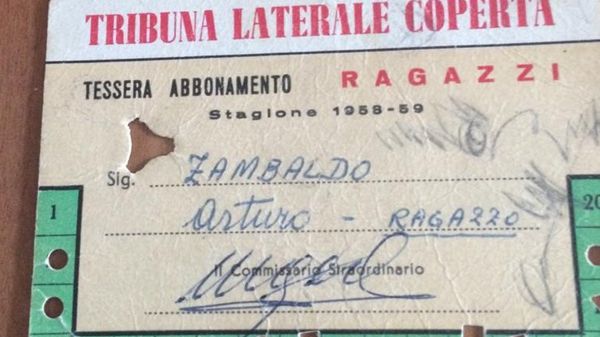 TRIBUNA LATERALE COPERTA
TESSERA ABBONAMENTO RAGAZZI
Stagione 1958-59
Sig. ZAMBALDO
Arturo - RAGAZZO
Il Commissario Straordinario
1
20